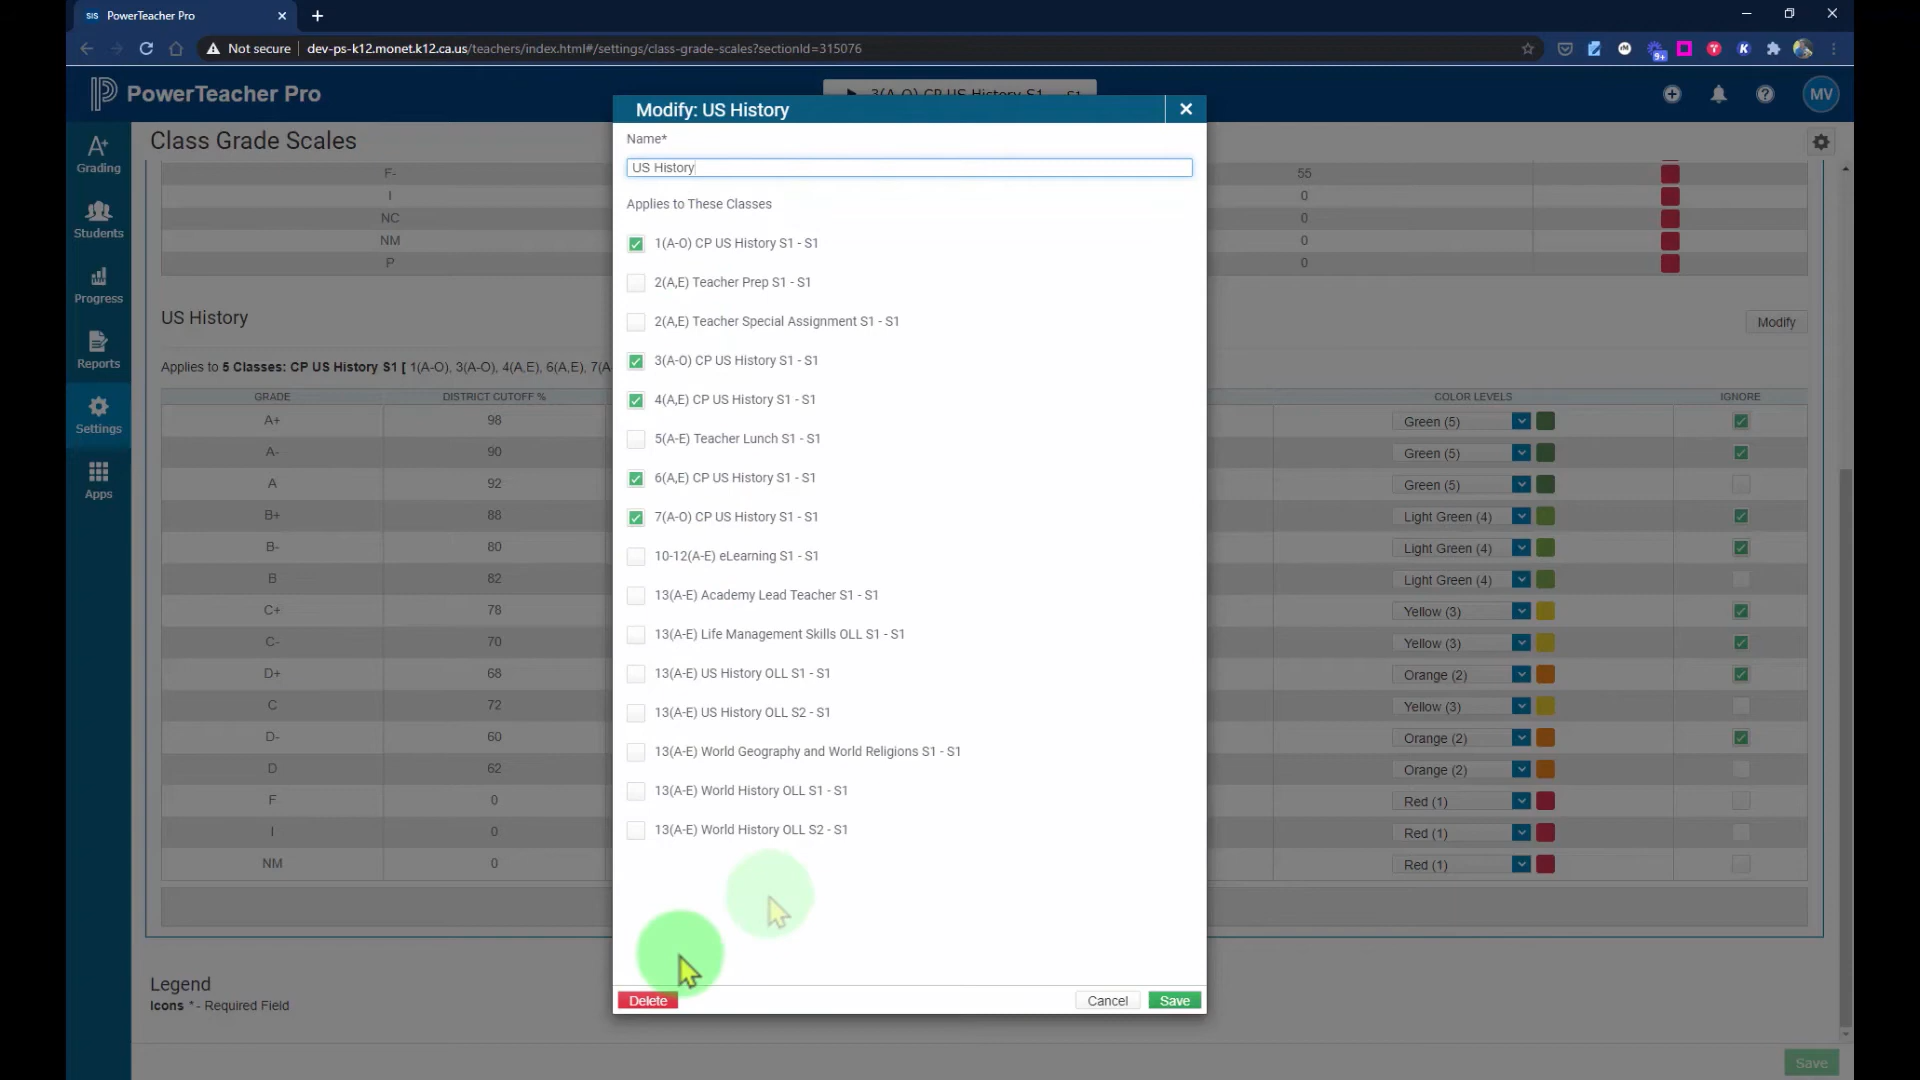 SIS PowerTeacher Pro
Not secure dev-ps-k12.monet.k12.ca.us/teachers/index.html#/settings/class-grade-scales?sectionId=315076
9+
PowerTeacher Pro
3(A-O) CP US History S1 - S1
MV
Grading
Students
Progress
Reports
Settings
Apps
Class Grade Scales
F- 55
I 0
NC 0
NM 0
P 0
US History
Modify
Applies to 5 Classes: CP US History S1 [ 1(A-O), 3(A-O), 4(A,E), 6(A,E), 7(A
GRADE DISTRICT CUTOFF % COLOR LEVELS IGNORE
A+ 98 Green (5)
A- 90 Green (5)
A 92 Green (5)
B+ 88 Light Green (4)
B- 80 Light Green (4)
B 82 Light Green (4)
C+ 78 Yellow (3)
C- 70 Yellow (3)
D+ 68 Orange (2)
C 72 Yellow (3)
D- 60 Orange (2)
D 62 Orange (2)
F 0 Red (1)
I 0 Red (1)
NM 0 Red (1)
Legend
Icons * - Required Field
Save
Modify: US History
Name*
US History
Applies to These Classes
1(A-O) CP US History S1 - S1
2(A,E) Teacher Prep S1 - S1
2(A,E) Teacher Special Assignment S1 - S1
3(A-O) CP US History S1 - S1
4(A,E) CP US History S1 - S1
5(A-E) Teacher Lunch S1 - S1
6(A,E) CP US History S1 - S1
7(A-O) CP US History S1 - S1
10-12(A-E) eLearning S1 - S1
13(A-E) Academy Lead Teacher S1 - S1
13(A-E) Life Management Skills OLL S1 - S1
13(A-E) US History OLL S1 - S1
13(A-E) US History OLL S2 - S1
13(A-E) World Geography and World Religions S1 - S1
13(A-E) World History OLL S1 - S1
13(A-E) World History OLL S2 - S1
Delete Cancel Save